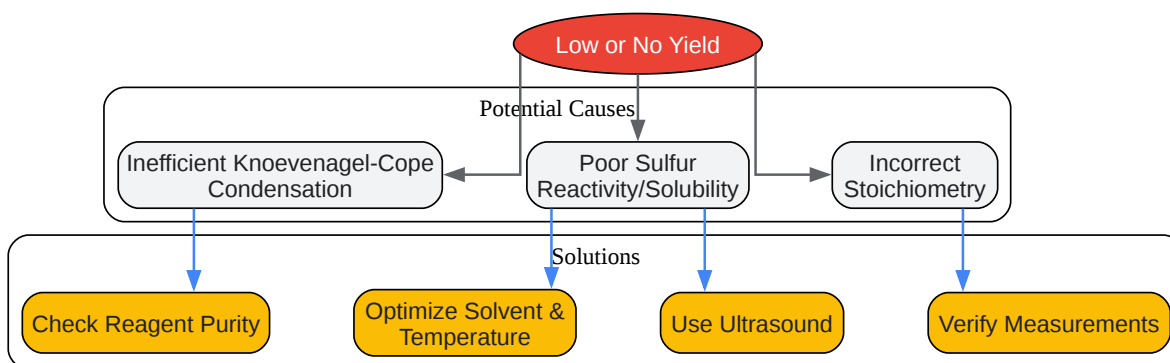 Low or No Yield
Potential Causes
Inefficient Knoevenagel-Cope
Condensation
Poor Sulfur
Reactivity/Solubility
Incorrect
Stoichiometry
Solutions
Check Reagent Purity
Optimize Solvent &
Temperature
Use Ultrasound
Verify Measurements